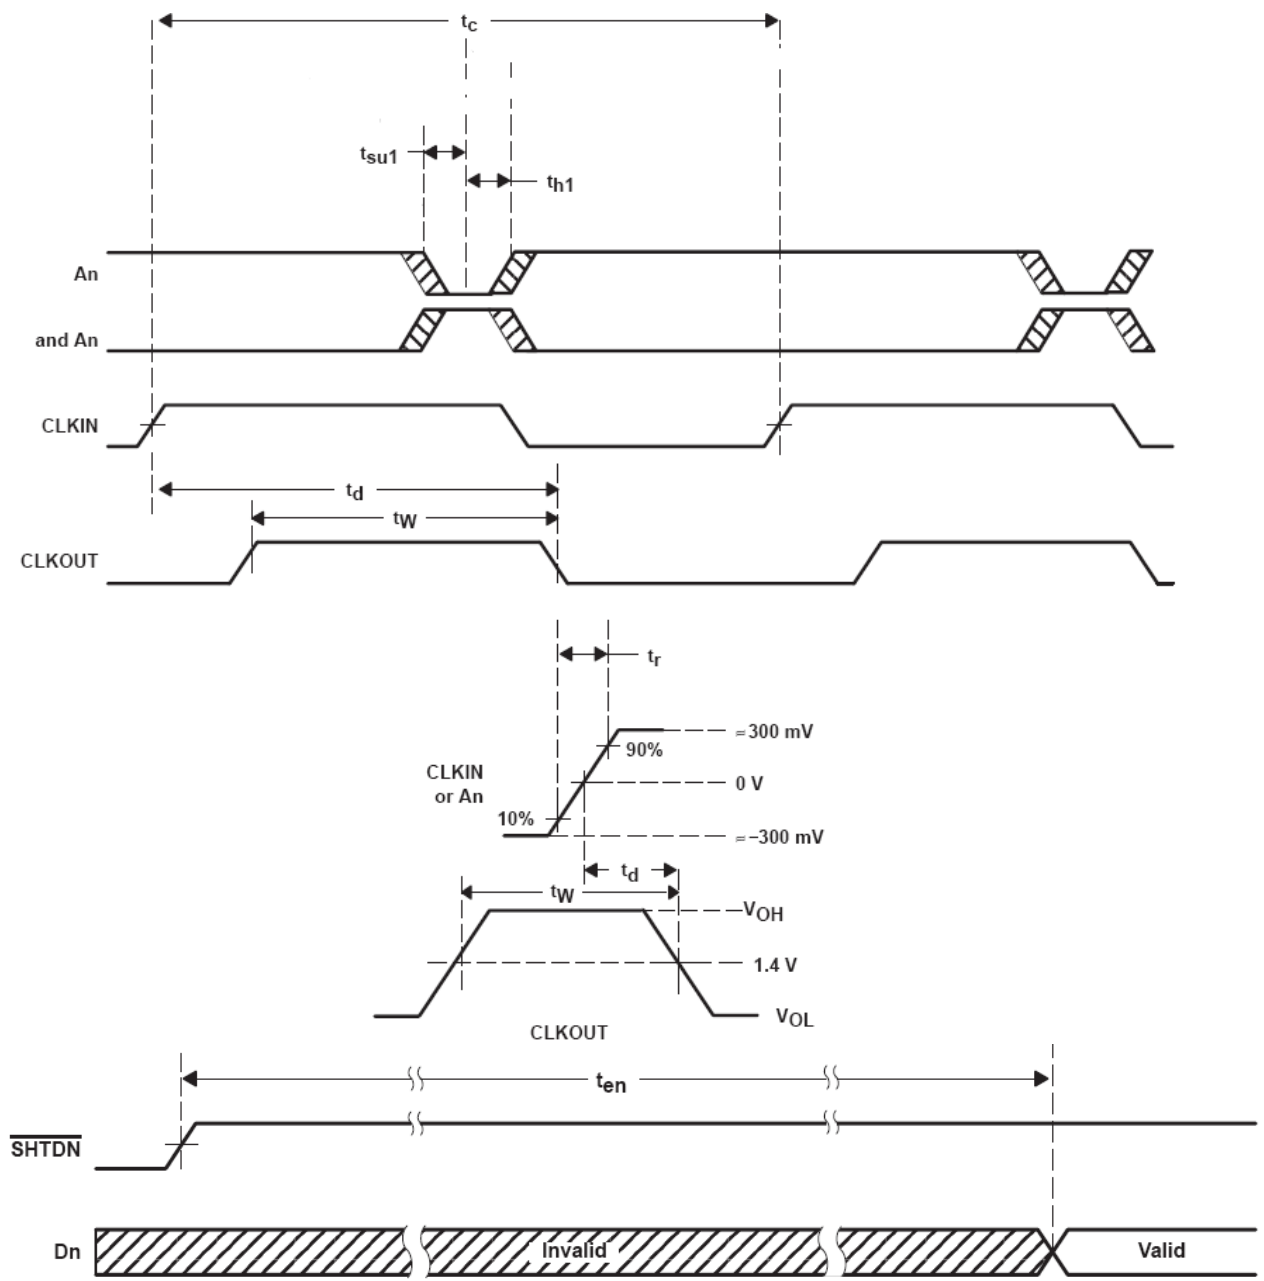 tc
tsu1
th1
An
and An
CLKIN
td
tW
CLKOUT
tr
≈300 mV
90%
CLKIN
or An
0 V
10%
≈–300 mV
td
tW
VOH
1.4 V
VOL
CLKOUT
ten
SHTDN
Dn
Invalid
Valid